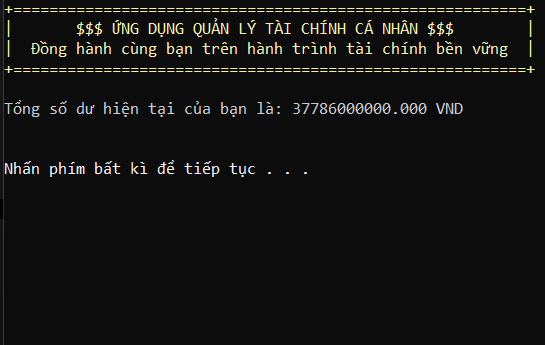 +=========================================================+
| $$$ ỨNG DỤNG QUẢN LÝ TÀI CHÍNH CÁ NHÂN $$$ |
| Đồng hành cùng bạn trên hành trình tài chính bền vững |
+=========================================================+
Tổng số dư hiện tại của bạn là: 37786000000.000 VND
Nhấn phím bất kì để tiếp tục . . .